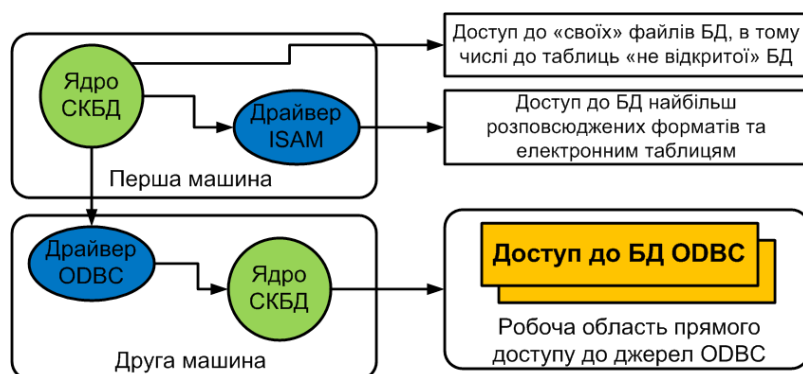 Доступ до «своїх» файлів БД, в тому
числі до таблиць «не відкритої» БД
Ядро
СКБД
Драйвер
ISAM
Доступ до БД найбільш
розповсюджених форматів та
електронним таблицям
Перша машина
Драйвер
ODBC
Ядро
СКБД
Друга машина
Доступ до БД ODBC
Робоча область прямого
доступу до джерел ODBC